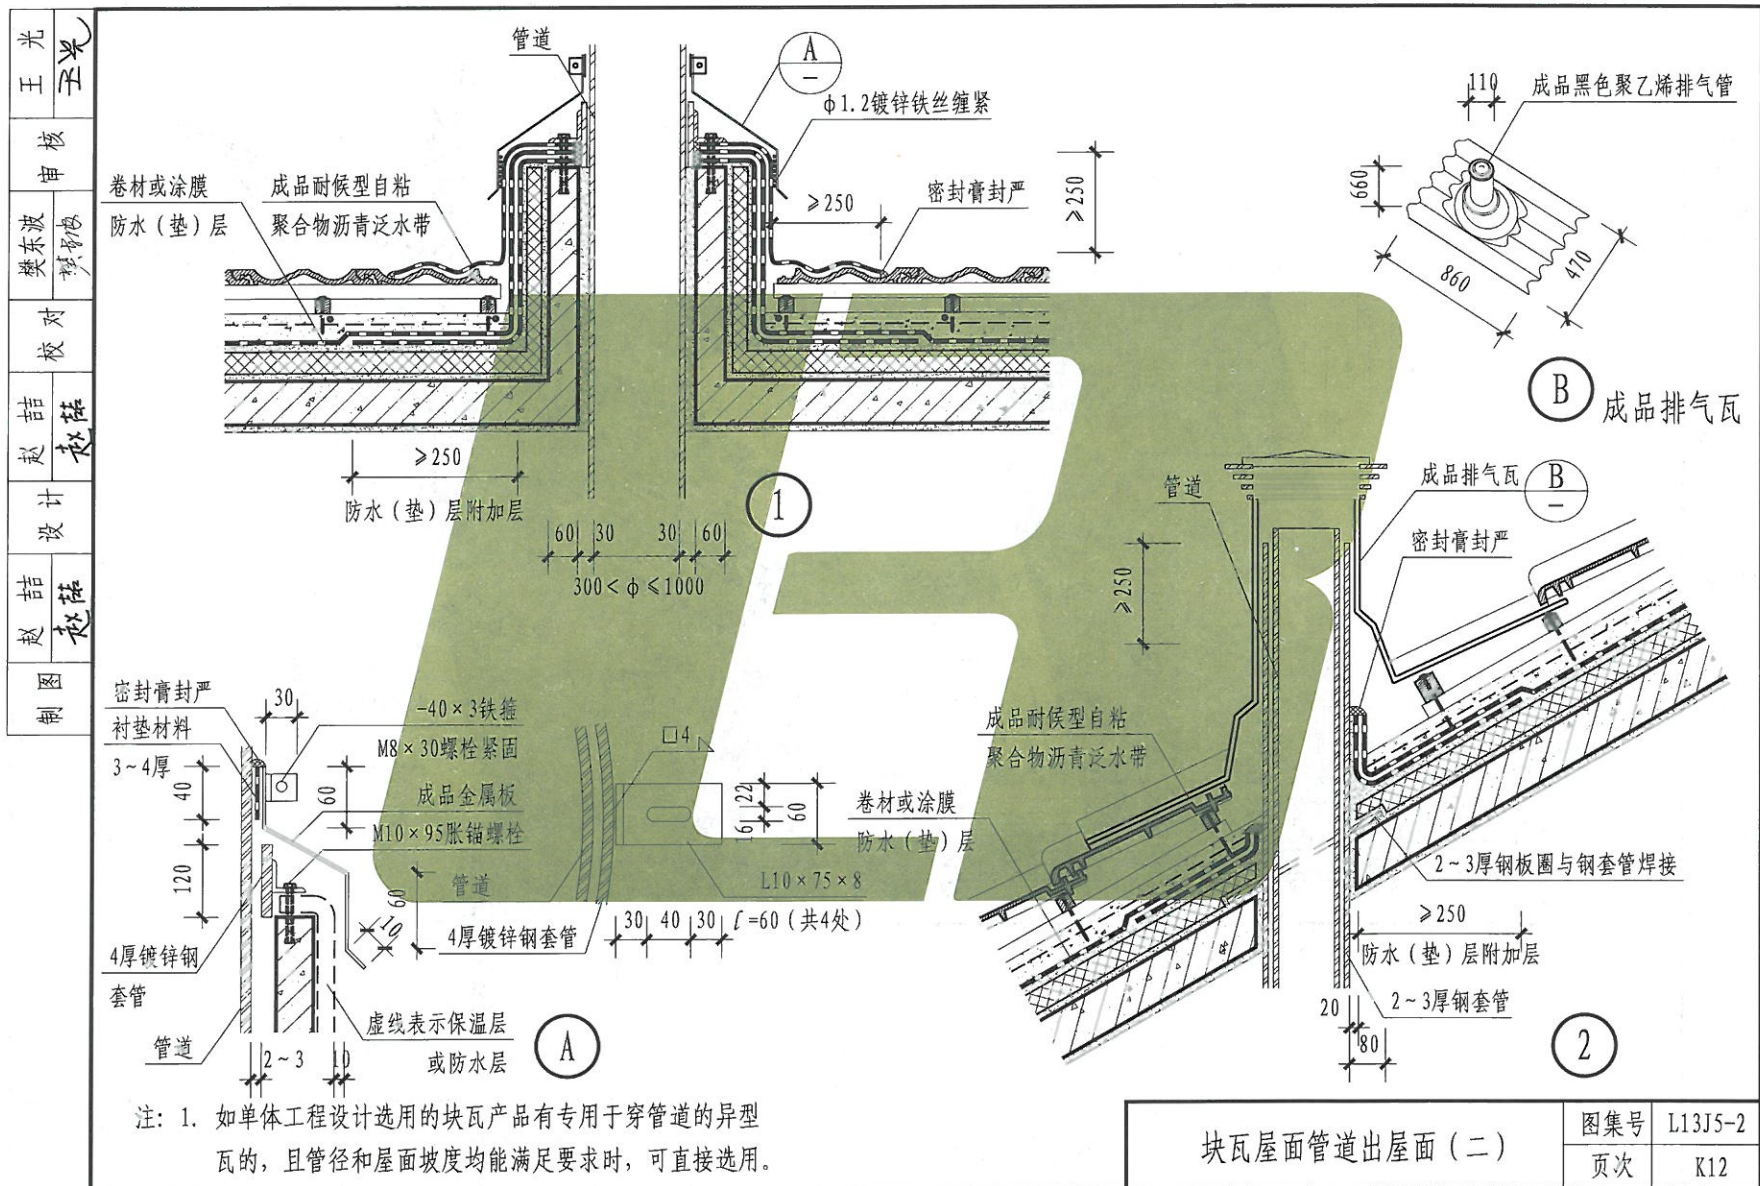 王 光
王光
审 核
樊东波
樊东波
校 对
赵 喆
赵喆
设 计
赵 喆
赵喆
制 图
管道
A
—
φ1.2镀锌铁丝缠紧
卷材或涂膜
防水（垫）层
成品耐候型自粘
聚合物沥青泛水带
≥250
密封膏封严
≥250
≥250
防水（垫）层附加层
60 30 30 60
300＜φ≤1000
1
110
成品黑色聚乙烯排气管
660
860
470
B 成品排气瓦
管道
成品排气瓦
B
—
密封膏封严
≥250
成品耐候型自粘
聚合物沥青泛水带
卷材或涂膜
防水（垫）层
2~3厚钢板圈与钢套管焊接
≥250
防水（垫）层附加层
20
2~3厚钢套管
80
2
密封膏封严
30
-40×3铁箍
衬垫材料
M8×30螺栓紧固
3~4厚
40
60
成品金属板
M10×95胀锚螺栓
120
60
10
4厚镀锌钢
套管
管道
2~3 10
虚线表示保温层
或防水层
A
□4
22
16
60
管道
L10×75×8
30 40 30
ℓ=60（共4处）
4厚镀锌钢套管
注: 1. 如单体工程设计选用的块瓦产品有专用于穿管道的异型
瓦的，且管径和屋面坡度均能满足要求时，可直接选用。
块瓦屋面管道出屋面（二）
图集号 L13J5-2
页次 K12